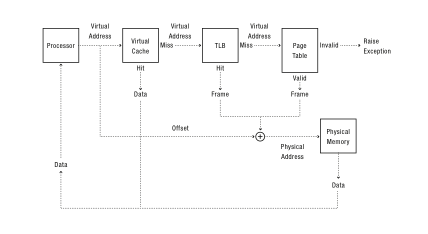 Virtual
Address
Virtual
Address
Virtual
Address
Processor
Virtual
Cache
Miss
TLB
Miss
Page
Table
Invalid
Raise
Exception
Hit
Hit
Valid
Data
Frame
Frame
Offset
Physical
Memory
Physical
Address
Data
Data